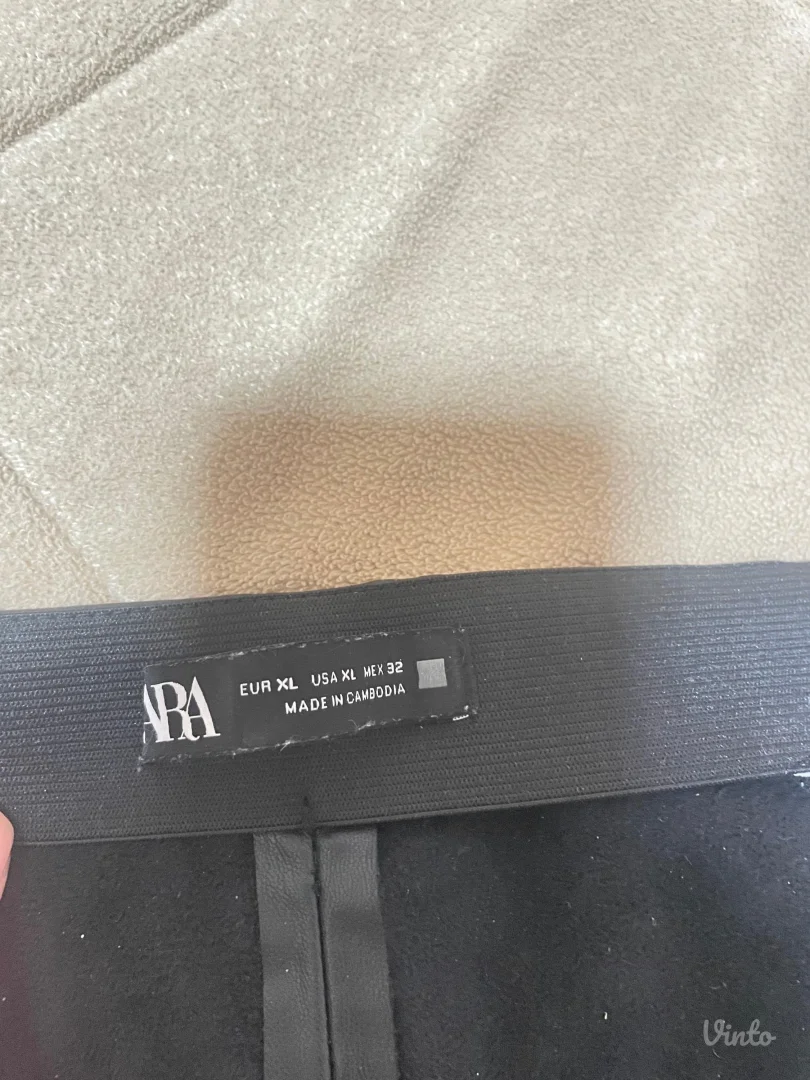 ARA
EUR XL USA XL MEX 32
MADE IN CAMBODIA
Vinto